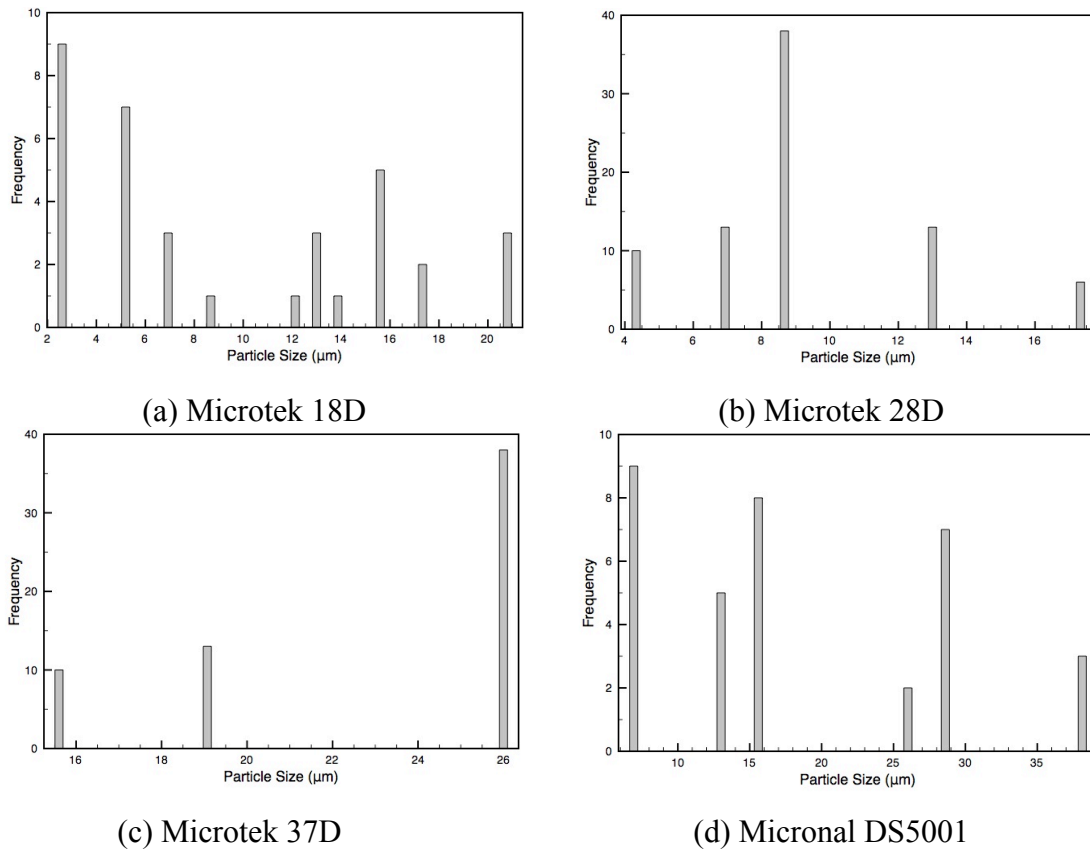 10
8
6
4
2
0
Frequency
2 4 6 8 10 12 14 16 18 20
Particle Size (µm)
(a) Microtek 18D
40
30
20
10
0
Frequency
4 6 8 10 12 14 16
Particle Size (µm)
(b) Microtek 28D
40
30
20
10
0
Frequency
16 18 20 22 24 26
Particle Size (µm)
(c) Microtek 37D
10
8
6
4
2
0
Frequency
10 15 20 25 30 35
Particle Size (µm)
(d) Micronal DS5001